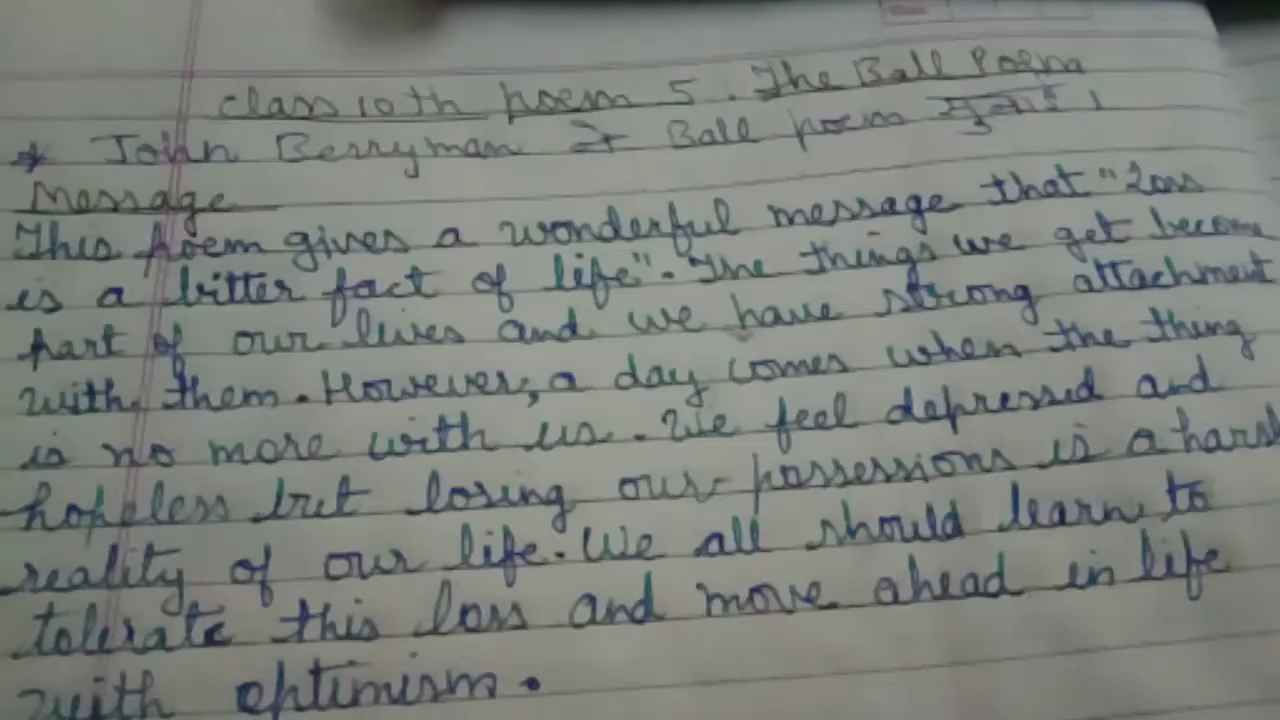 class 10th poem 5. The Ball Poem
* John Berryman ने Ball poem सुनाई।
Message
This poem gives a wonderful message that "Loss
is a bitter fact of life". The things we get become
part of our lives and we have strong attachment
with them. However, a day comes when the thing
is no more with us. We feel depressed and
hopeless but losing our possessions is a harsh
reality of our life. We all should learn to
tolerate this loss and move ahead in life
with optimism.